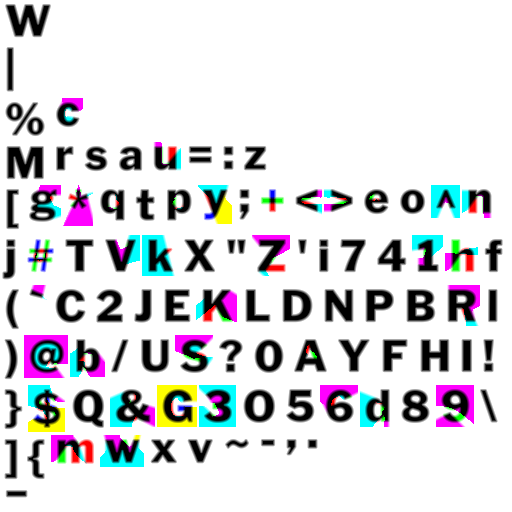 W
|
% c
M r s a u = : z
[ g * q t p y ; + < > e o ^ n
j # T V k X " Z ' i 7 4 1 h f
( ` C 2 J E K L D N P B R l
) @ b / U S ? 0 A Y F H I !
} $ Q & G 3 O 5 6 d 8 9 \
] { m w x v ~ - , .
_